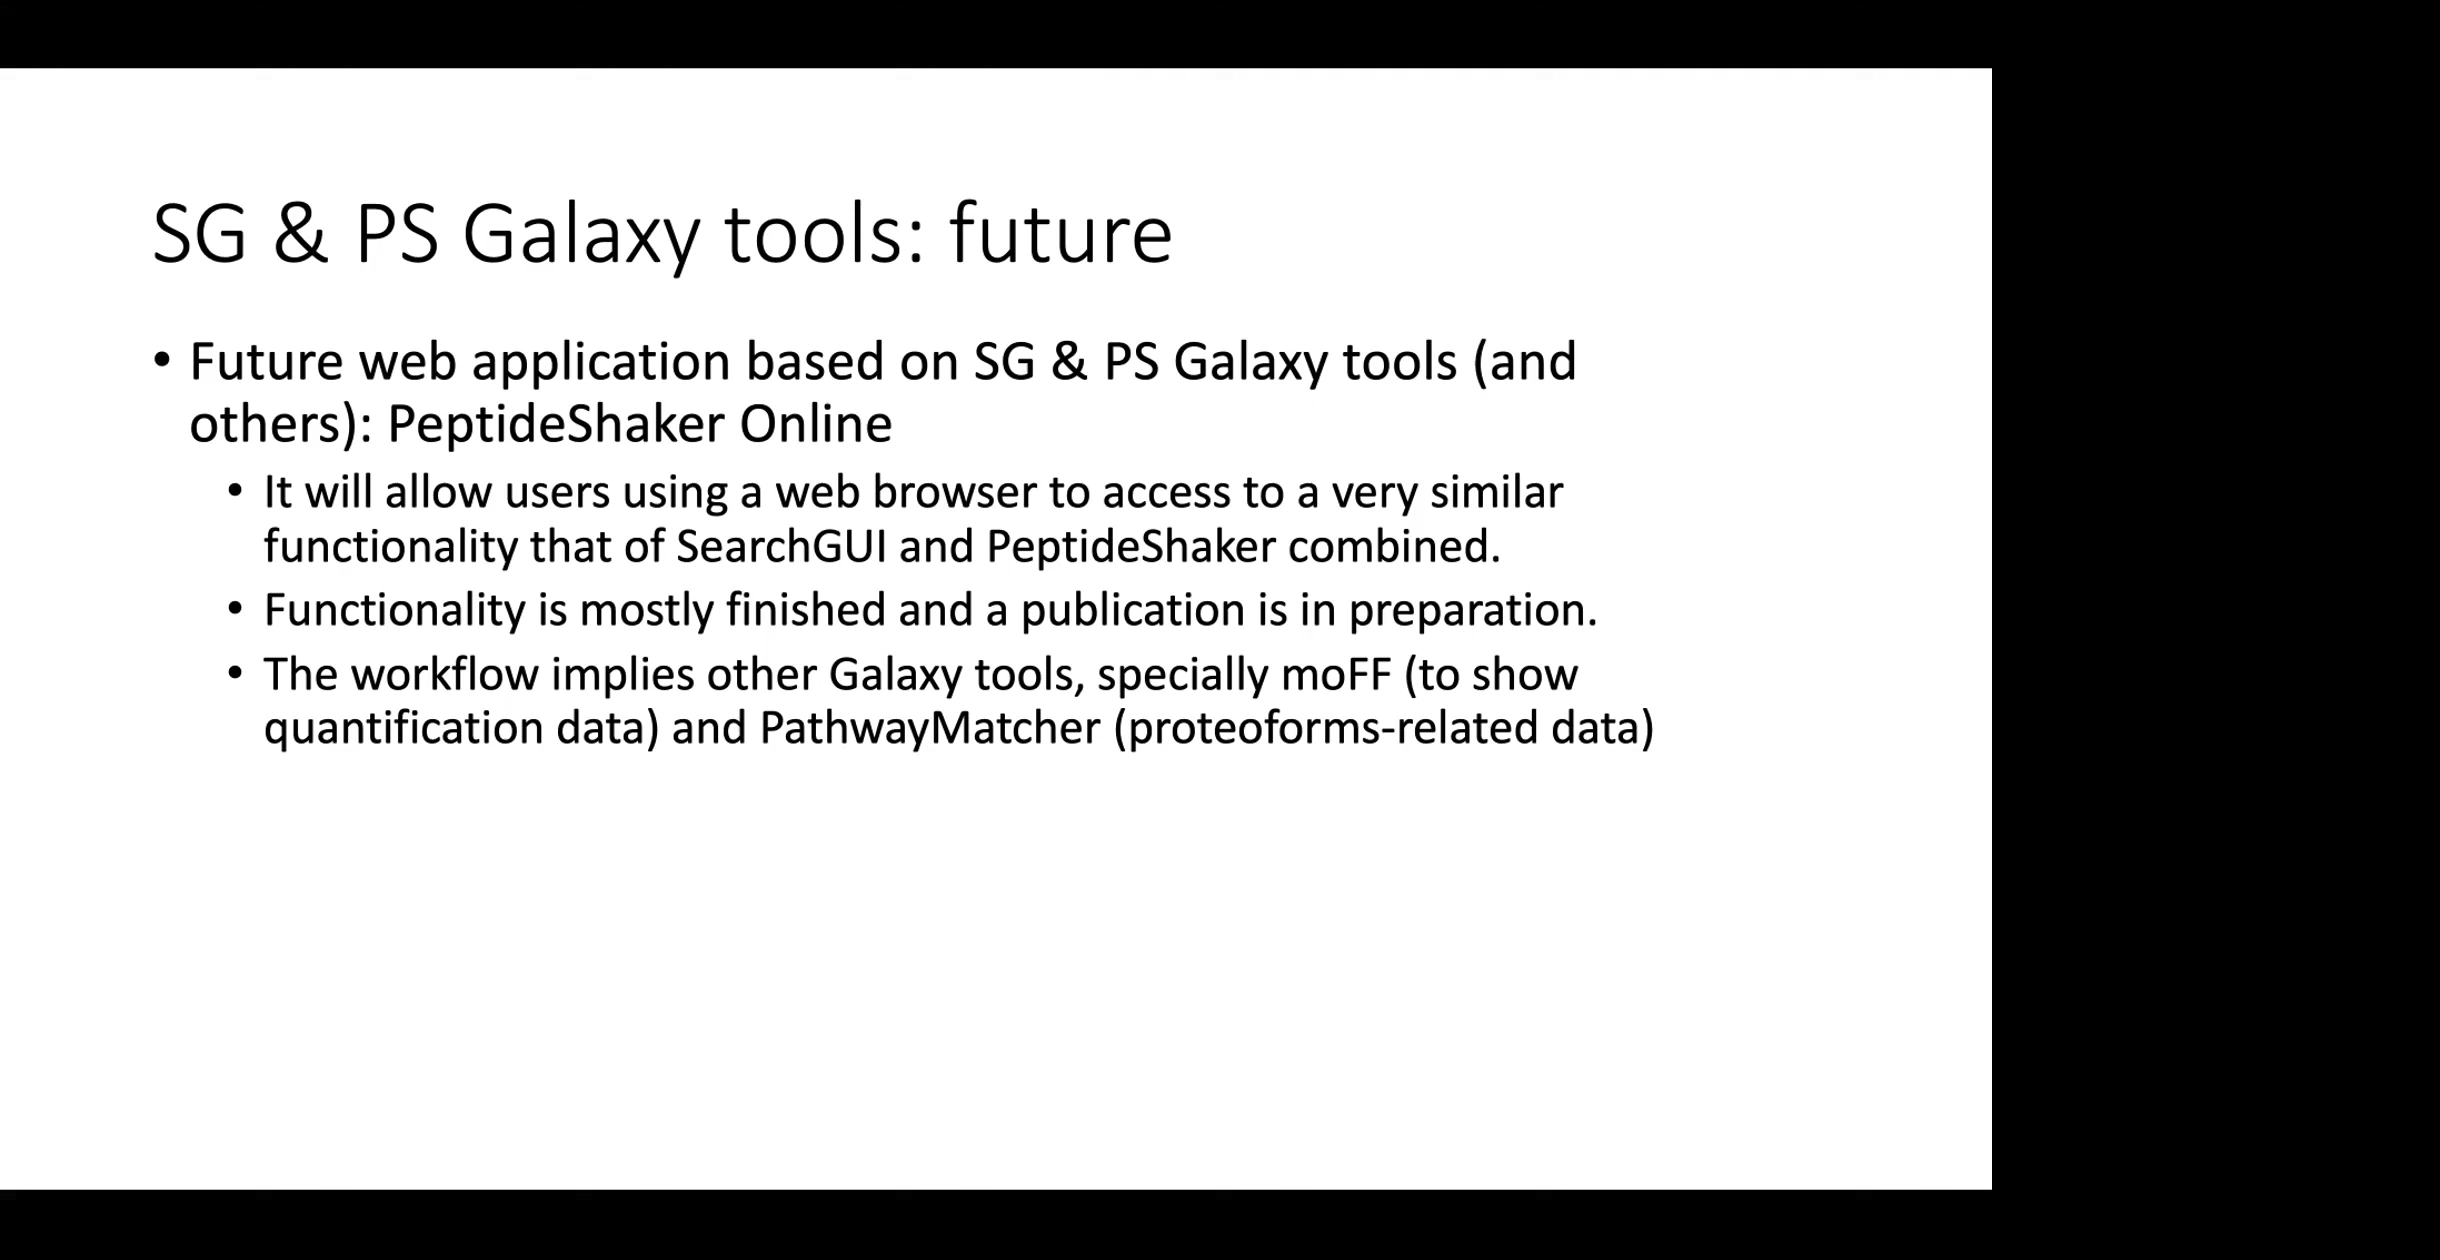 SG & PS Galaxy tools: future
• Future web application based on SG & PS Galaxy tools (and
others): PeptideShaker Online
• It will allow users using a web browser to access to a very similar
functionality that of SearchGUI and PeptideShaker combined.
• Functionality is mostly finished and a publication is in preparation.
• The workflow implies other Galaxy tools, specially moFF (to show
quantification data) and PathwayMatcher (proteoforms-related data)